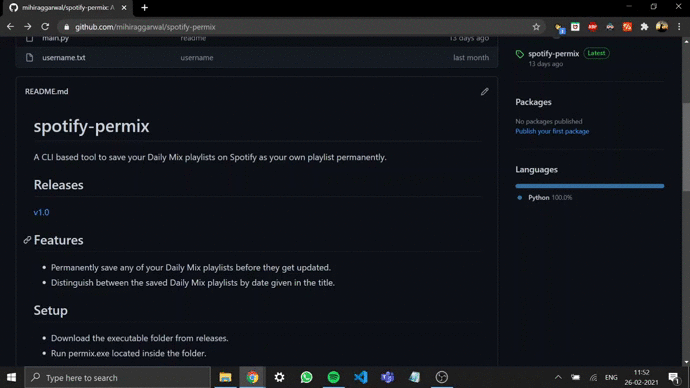 mihiraggarwal/spotify-permix: A
github.com/mihiraggarwal/spotify-permix
main.py readme 13 days ago
username.txt username last month
spotify-permix Latest
13 days ago
README.md
spotify-permix
A CLI based tool to save your Daily Mix playlists on Spotify as your own playlist permanently.
Releases
v1.0
Features
Permanently save any of your Daily Mix playlists before they get updated.
Distinguish between the saved Daily Mix playlists by date given in the title.
Setup
Download the executable folder from releases.
Run permix.exe located inside the folder.
Packages
No packages published
Publish your first package
Languages
Python 100.0%
Type here to search
ENG
11:52
26-02-2021